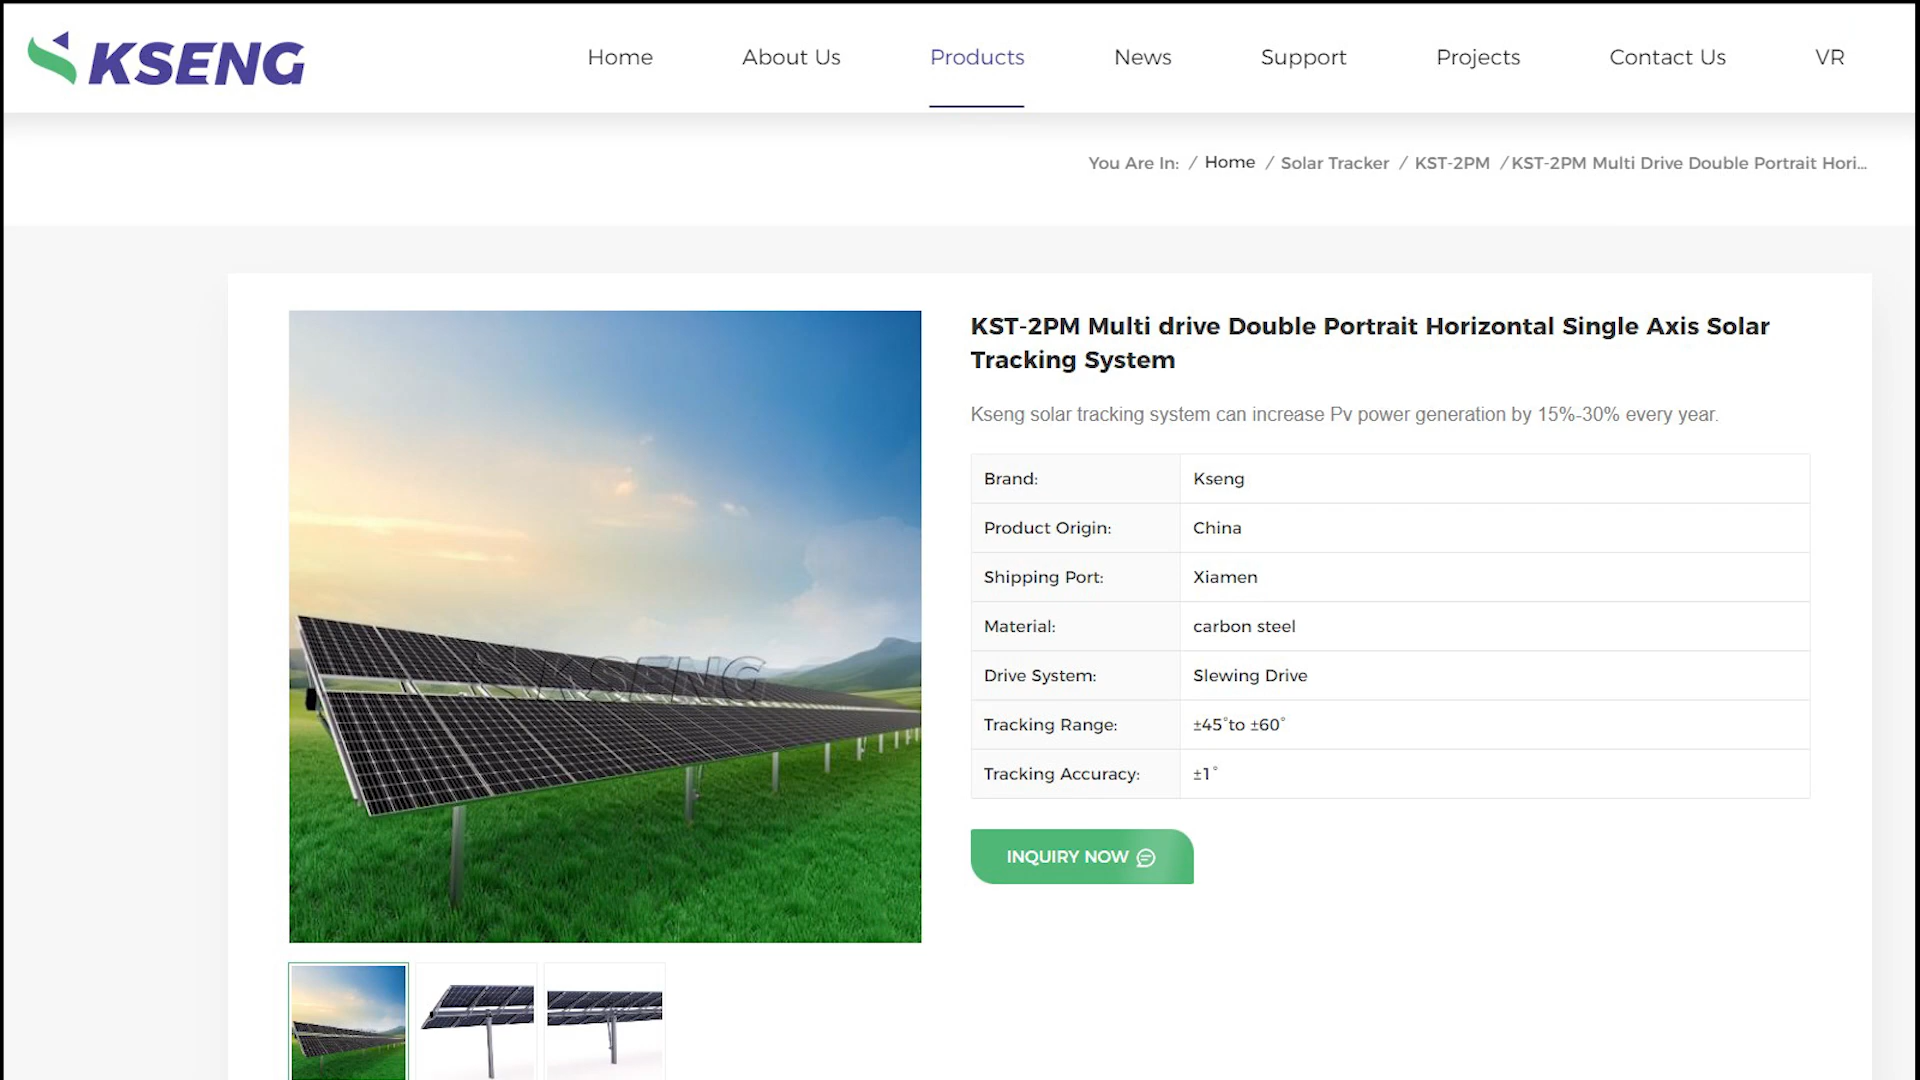 KSENG
Home
About Us
Products
News
Support
Projects
Contact Us
VR
You Are In: / Home / Solar Tracker / KST-2PM / KST-2PM Multi Drive Double Portrait Hori...
KSENG
KST-2PM Multi drive Double Portrait Horizontal Single Axis Solar
Tracking System
Kseng solar tracking system can increase Pv power generation by 15%-30% every year.
Brand: Kseng
Product Origin: China
Shipping Port: Xiamen
Material: carbon steel
Drive System: Slewing Drive
Tracking Range: ±45°to ±60°
Tracking Accuracy: ±1°
INQUIRY NOW